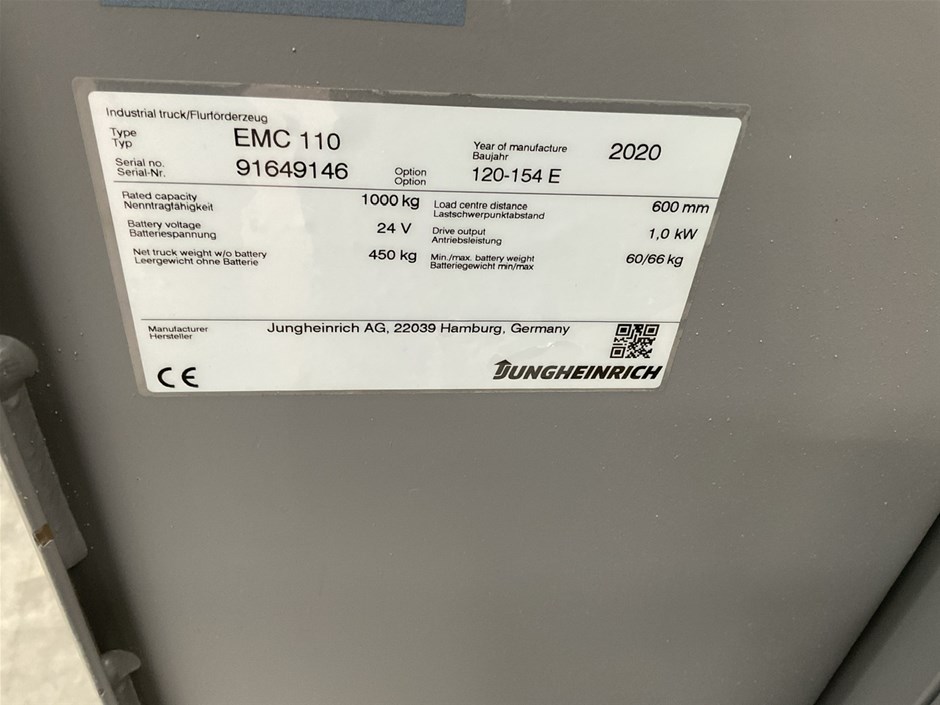 Industrial truck/Flurförderzeug
Type
Typ
EMC 110
Year of manufacture
Baujahr
2020
Serial no.
Serial-Nr.
91649146
Option
Option
120-154 E
Rated capacity
Nenntragfähigkeit
1000 kg
Load centre distance
Lastschwerpunktabstand
600 mm
Battery voltage
Batteriespannung
24 V
Drive output
Antriebsleistung
1,0 kW
Net truck weight w/o battery
Leergewicht ohne Batterie
450 kg
Min./max. battery weight
Batteriegewicht min/max
60/66 kg
Manufacturer
Hersteller
Jungheinrich AG, 22039 Hamburg, Germany
CE
JUNGHEINRICH